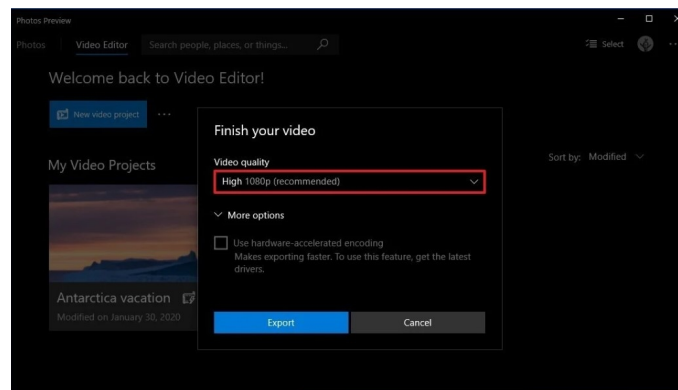 Photos Preview
Photos
Video Editor
Search people, places, or things...
Select
Welcome back to Video Editor!
New video project
Finish your video
Video quality
High 1080p (recommended)
More options
Use hardware-accelerated encoding
Makes exporting faster. To use this feature, get the latest
drivers.
Export
Cancel
My Video Projects
Sort by: Modified
Antarctica vacation
Modified on January 30, 2020